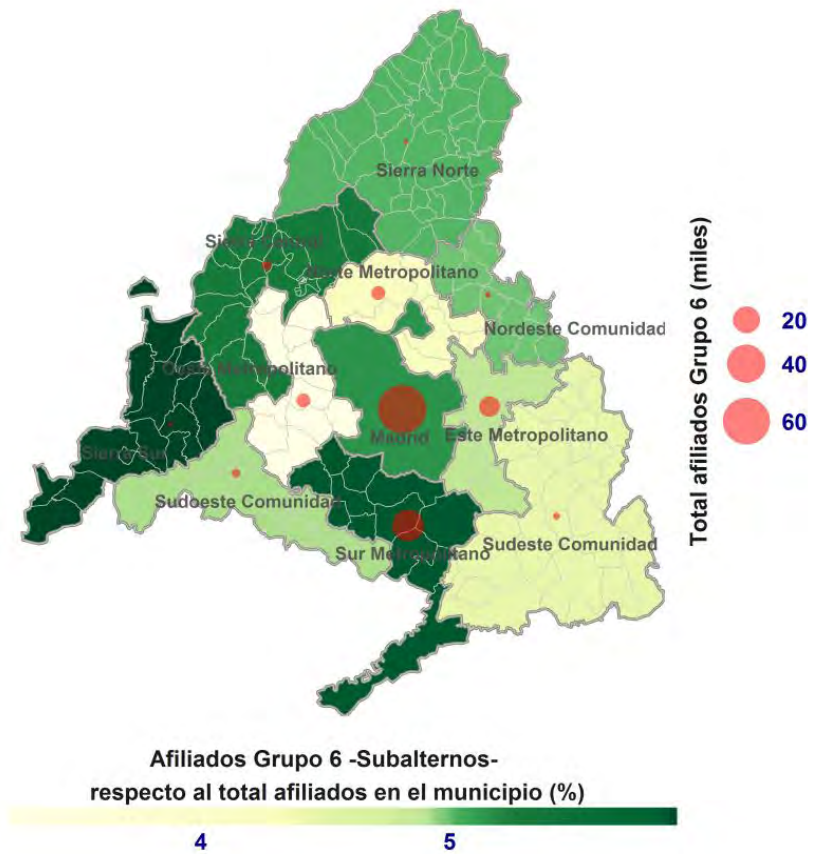 Sierra Norte
Sierra Central
Norte Metropolitano
Nordeste Comunidad
Oeste Metropolitano
Madrid
Este Metropolitano
Sierra Sur
Sudoeste Comunidad
Sur Metropolitano
Sudeste Comunidad
Total afiliados Grupo 6 (miles)
20
40
60
Afiliados Grupo 6 -Subalternos-
respecto al total afiliados en el municipio (%)
4
5